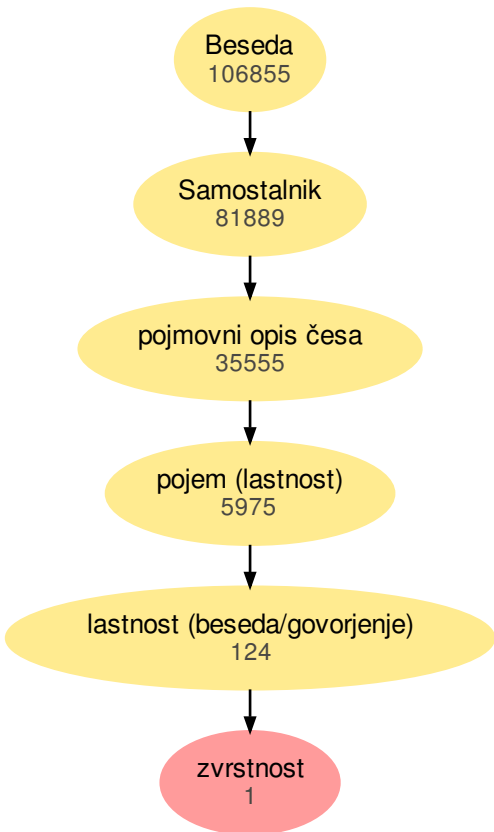 Beseda
106855
Samostalnik
81889
pojmovni opis česa
35555
pojem (lastnost)
5975
lastnost (beseda/govorjenje)
124
zvrstnost
1